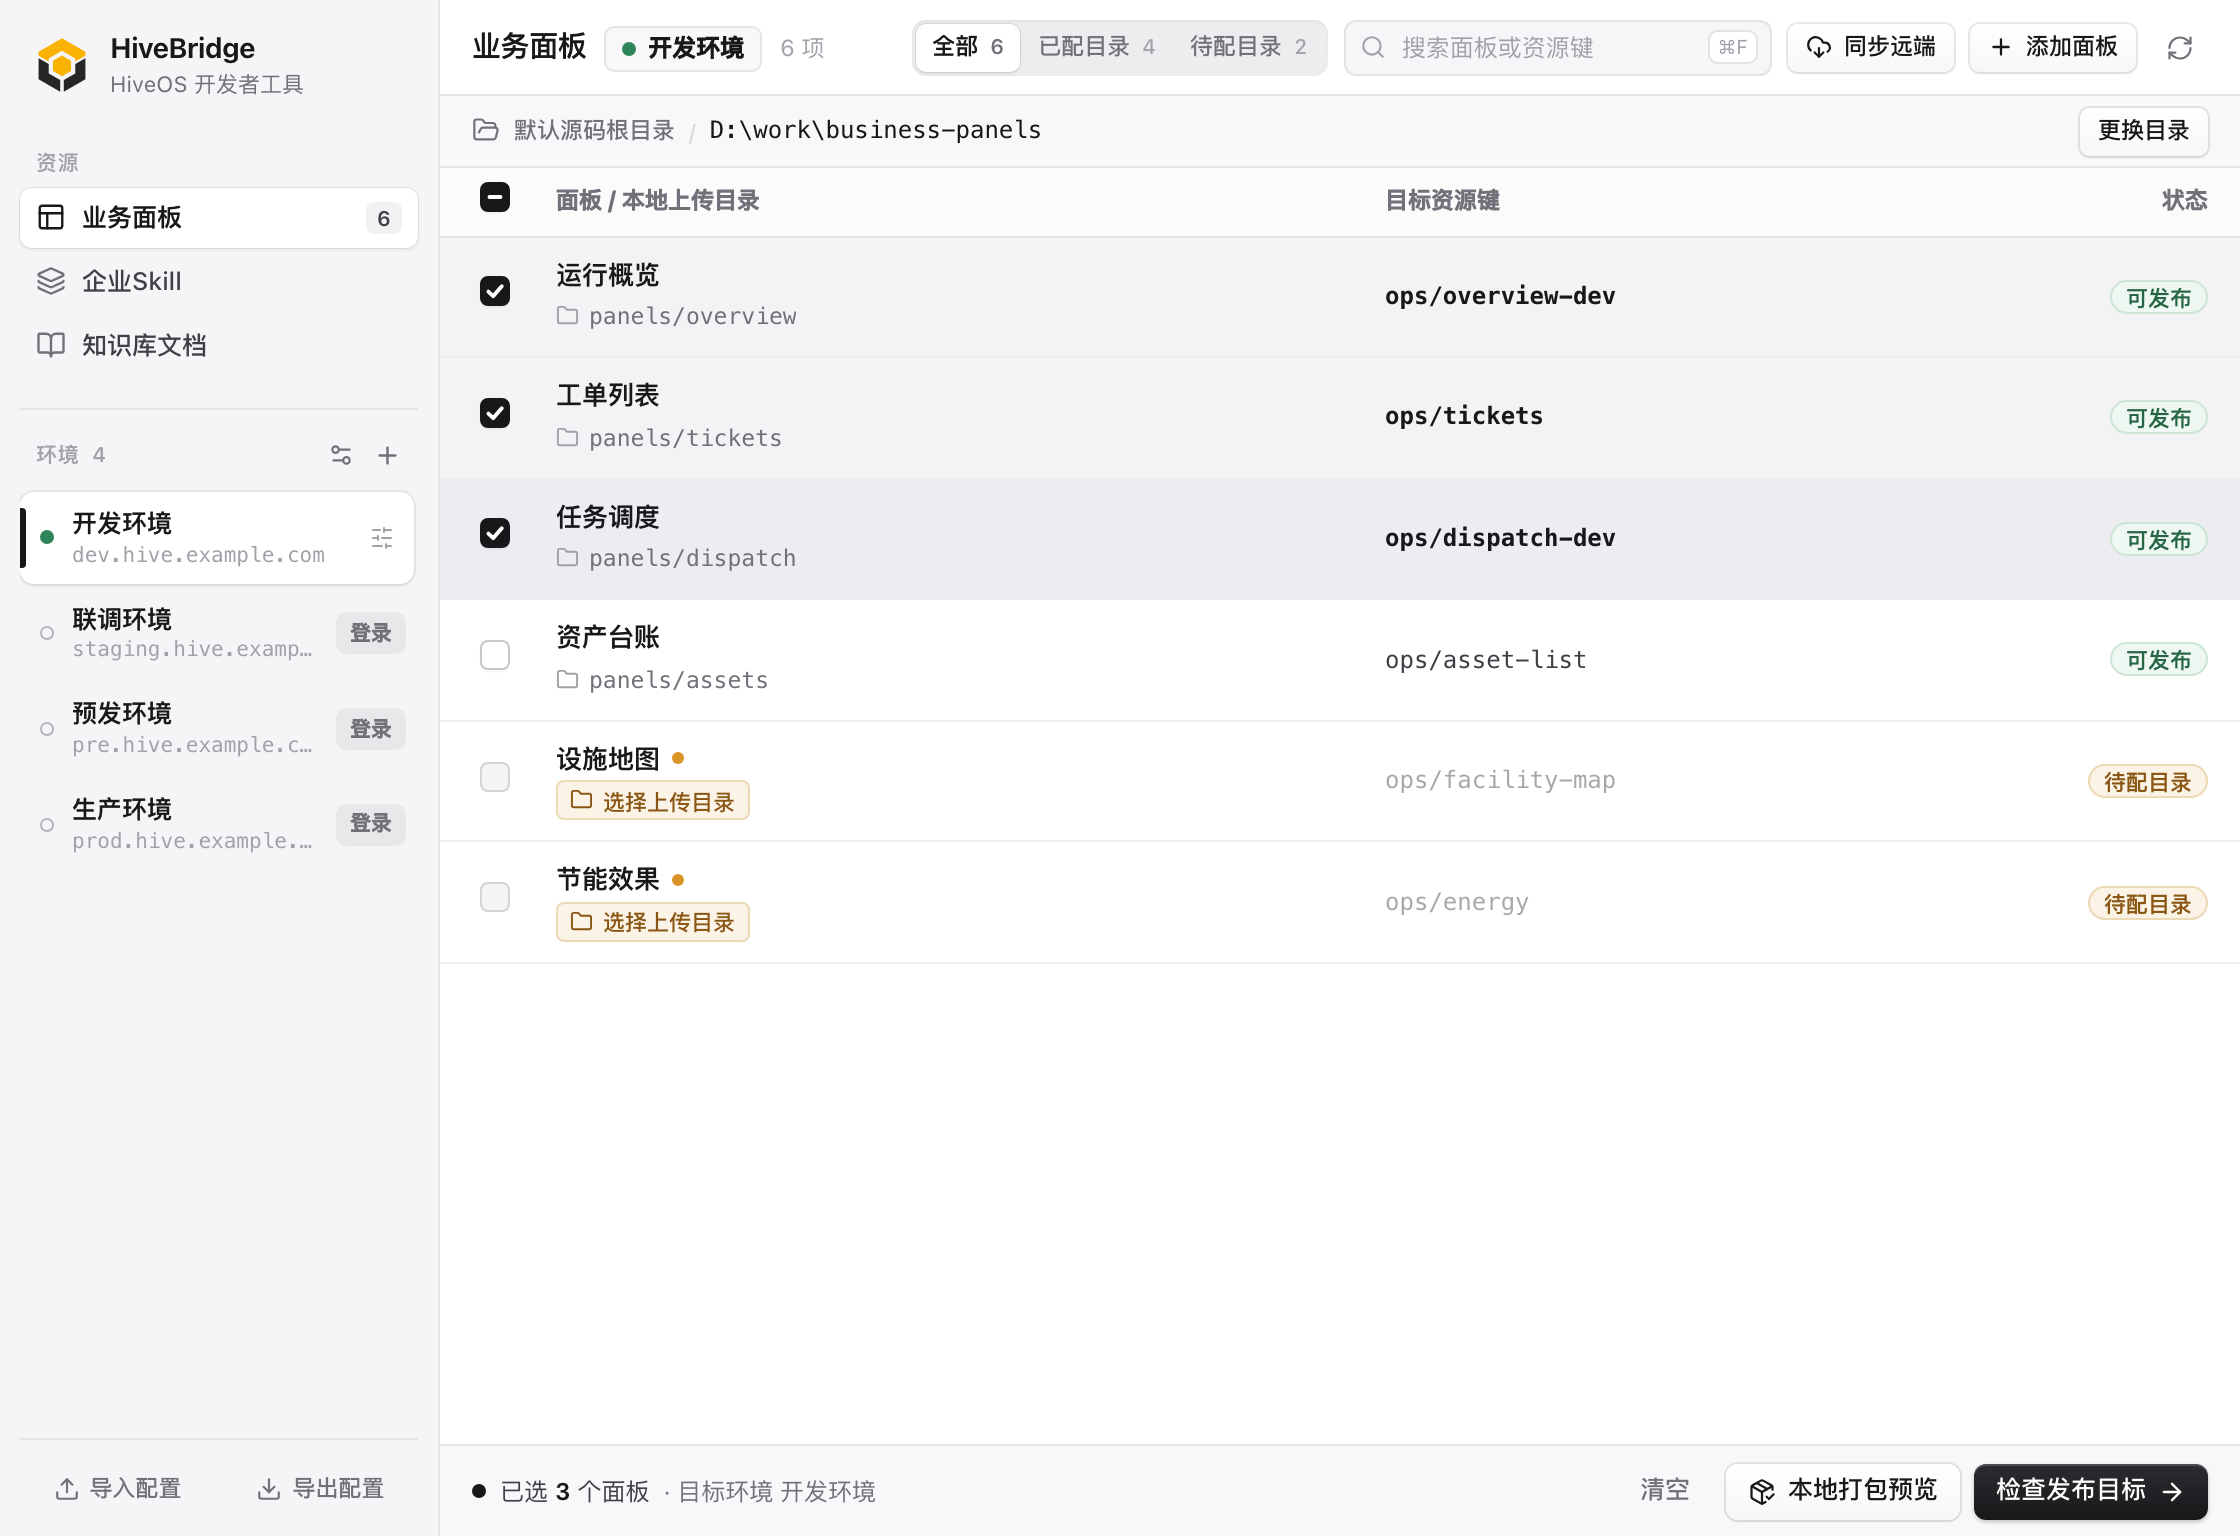 HiveBridge
HiveOS 开发者工具
资源
业务面板 6
企业Skill
知识库文档
环境 4
开发环境
dev.hive.example.com
联调环境
staging.hive.examp…
登录
预发环境
pre.hive.example.c…
登录
生产环境
prod.hive.example.…
登录
导入配置 导出配置
业务面板 开发环境 6 项 全部 6 已配目录 4 待配目录 2 搜索面板或资源键 ⌘F 同步远端 添加面板
默认源码根目录 / D:\work\business-panels 更换目录
面板 / 本地上传目录 目标资源键 状态
运行概览
panels/overview
ops/overview-dev
可发布
工单列表
panels/tickets
ops/tickets
可发布
任务调度
panels/dispatch
ops/dispatch-dev
可发布
资产台账
panels/assets
ops/asset-list
可发布
设施地图
选择上传目录
ops/facility-map
待配目录
节能效果
选择上传目录
ops/energy
待配目录
已选 3 个面板 · 目标环境 开发环境 清空 本地打包预览 检查发布目标